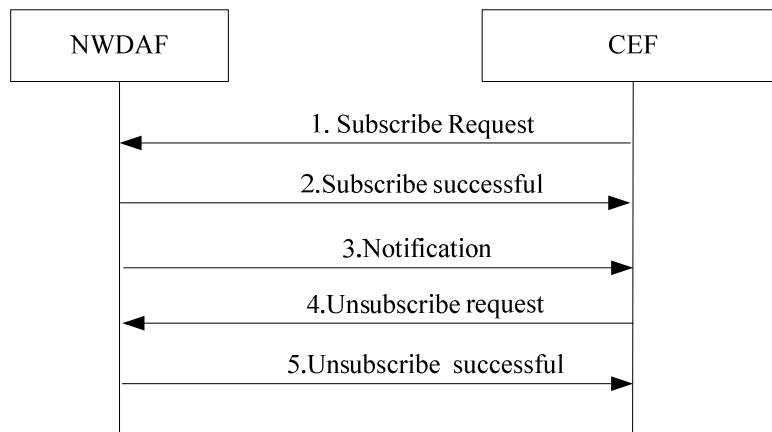 NWDAF
CEF
1. Subscribe Request
2.Subscribe successful
3.Notification
4.Unsubscribe request
5.Unsubscribe successful